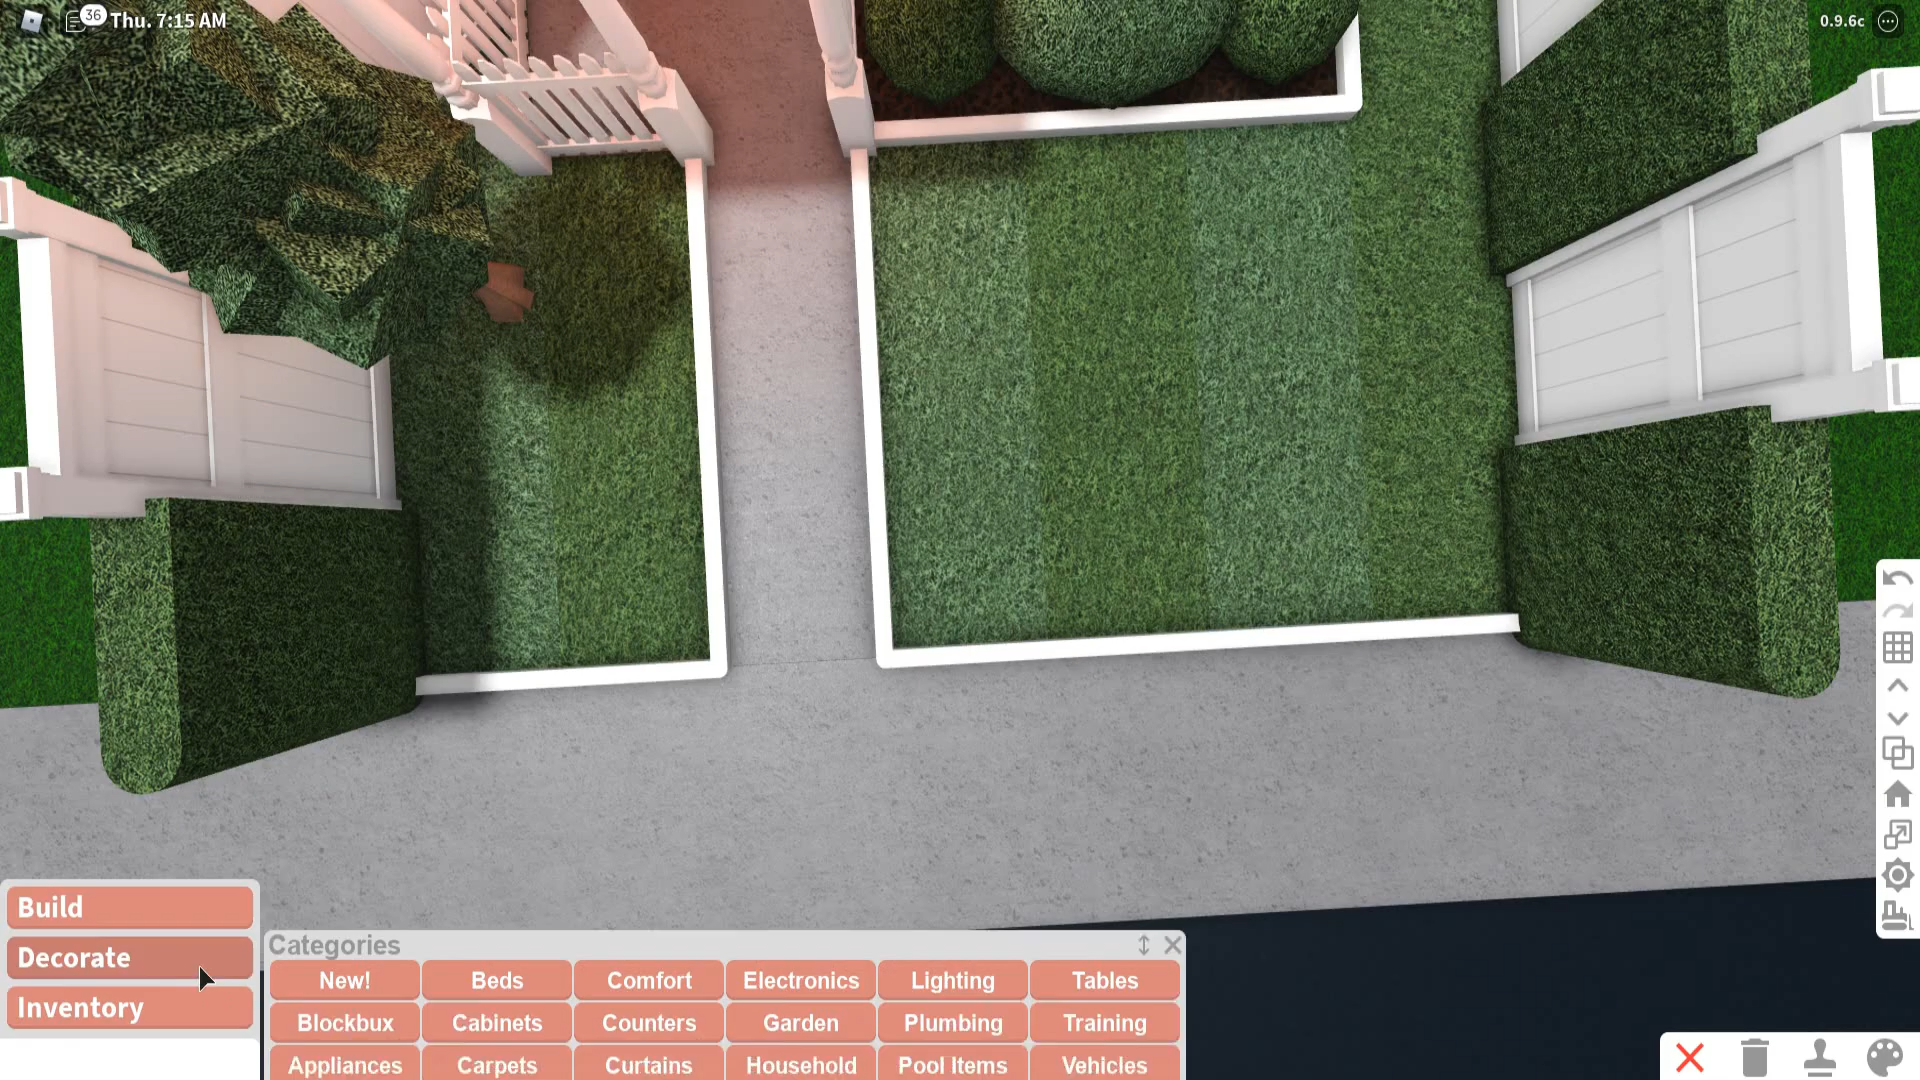 36 Thu. 7:15 AM
0.9.6c
Build
Decorate
Inventory
Categories
New! Beds Comfort Electronics Lighting Tables
Blockbux Cabinets Counters Garden Plumbing Training
Appliances Carpets Curtains Household Pool Items Vehicles